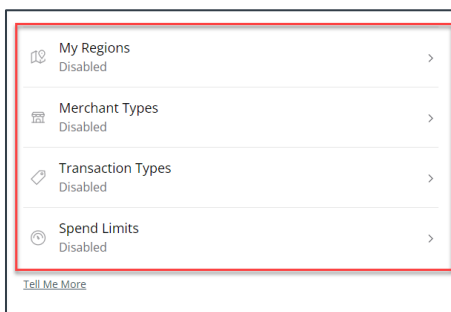 My Regions
Disabled
Merchant Types
Disabled
Transaction Types
Disabled
Spend Limits
Disabled
Tell Me More